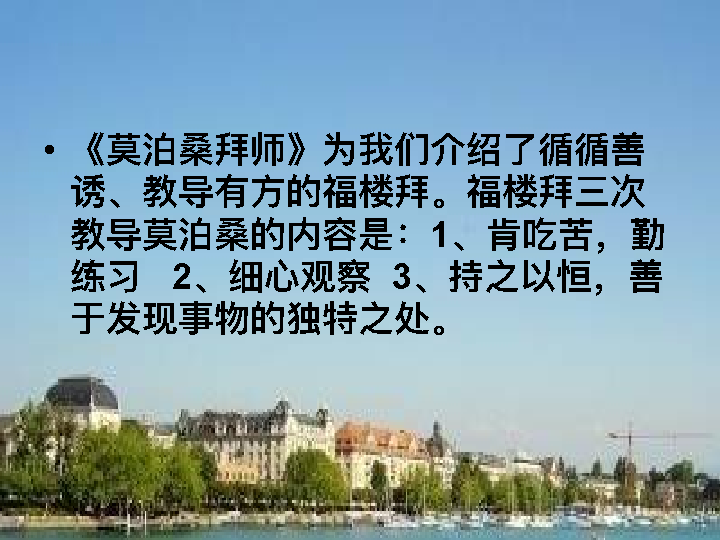 • 《莫泊桑拜师》为我们介绍了循循善
诱、教导有方的福楼拜。福楼拜三次
教导莫泊桑的内容是：1、肯吃苦，勤
练习 2、细心观察 3、持之以恒，善
于发现事物的独特之处。